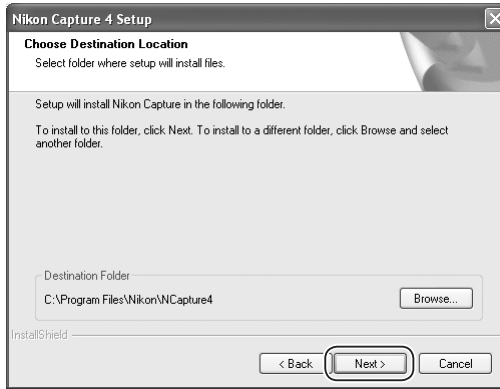 Nikon Capture 4 Setup
Choose Destination Location
Select folder where setup will install files.
Setup will install Nikon Capture in the following folder.
To install to this folder, click Next. To install to a different folder, click Browse and select
another folder.
Destination Folder
C:\Program Files\Nikon\NCapture4
Browse...
InstallShield
< Back
Next >
Cancel